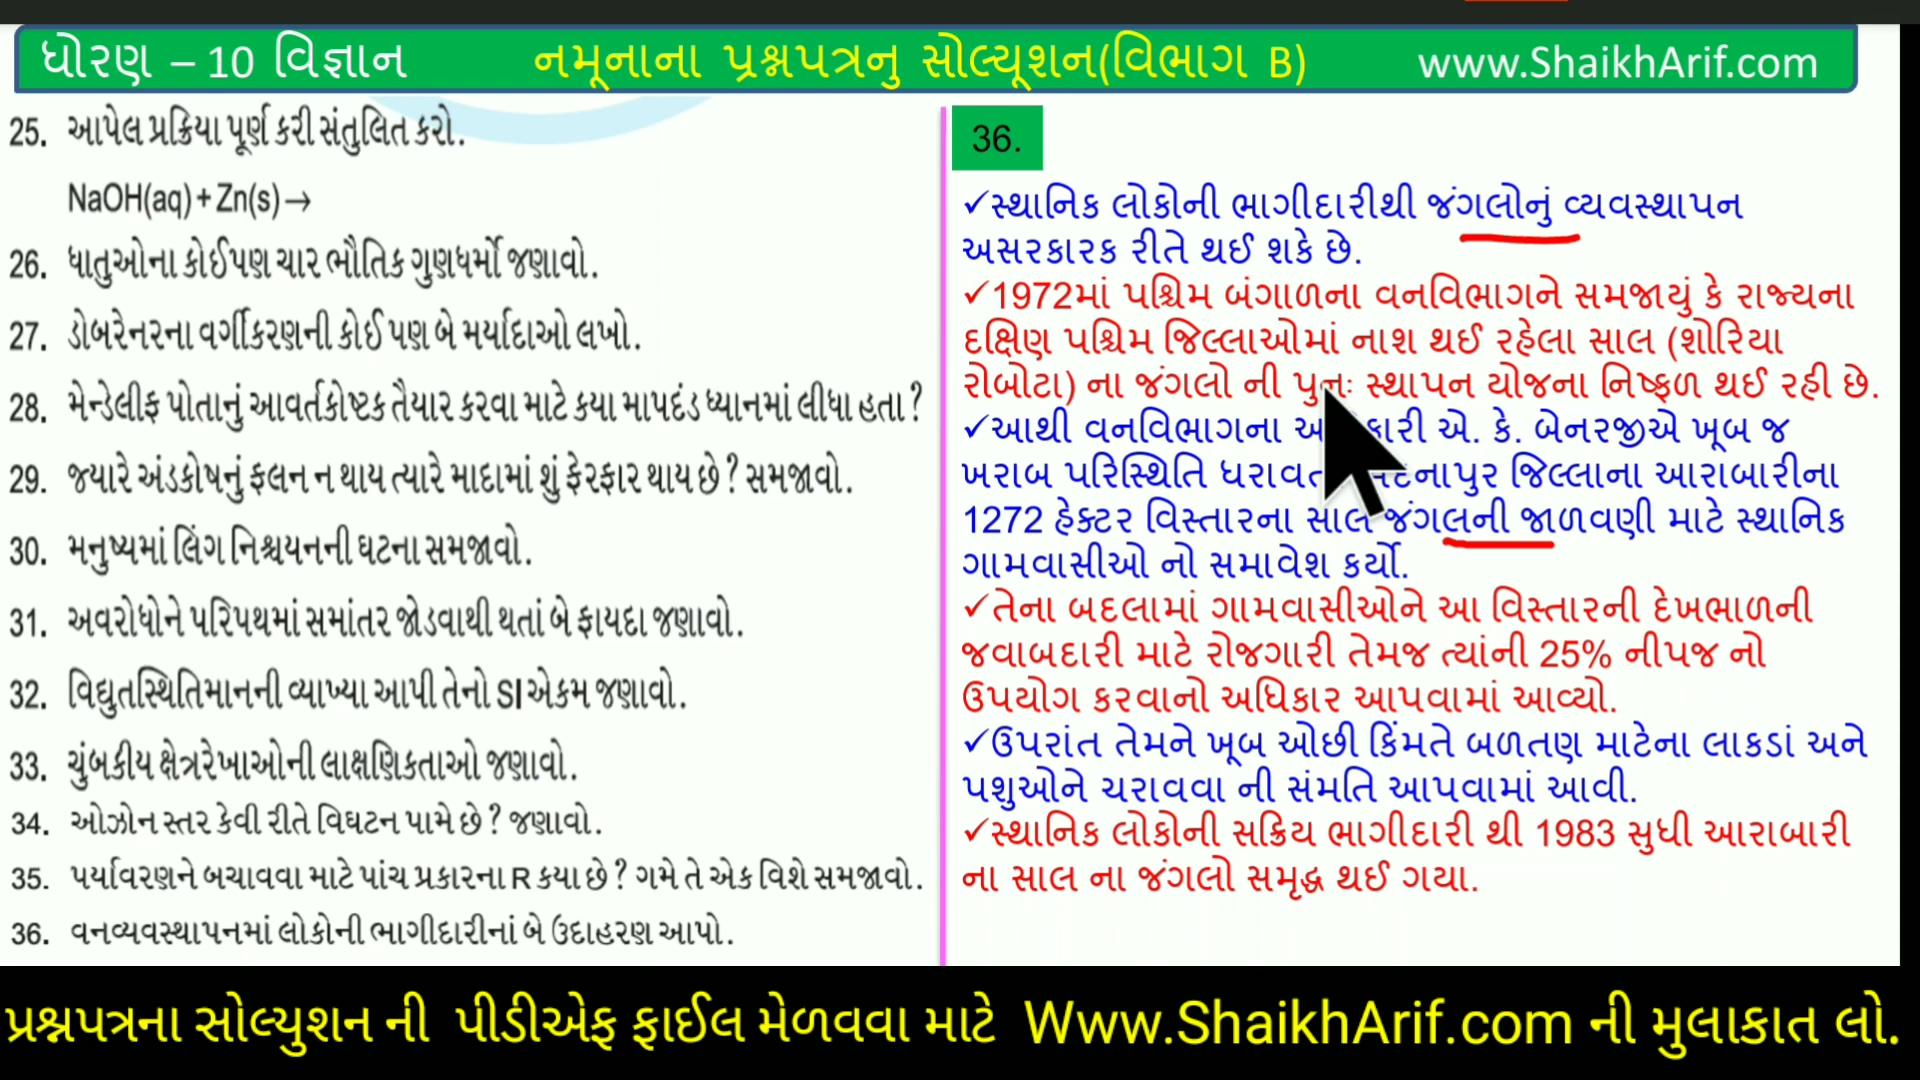 ધોરણ – 10 વિજ્ઞાન નમૂનાના પ્રશ્નપત્રનુ સોલ્યૂશન(વિભાગ B) www.ShaikhArif.com
25. આપેલ પ્રક્રિયા પૂર્ણ કરી સંતુલિત કરો.
NaOH(aq) + Zn(s) →
26. ધાતુઓના કોઈપણ ચાર ભૌતિક ગુણધર્મો જણાવો.
27. ડોબરેનરના વર્ગીકરણની કોઈ પણ બે મર્યાદાઓ લખો.
28. મેન્ડેલીફ પોતાનું આવર્તકોષ્ટક તૈયાર કરવા માટે કયા માપદંડ ધ્યાનમાં લીધા હતા ?
29. જ્યારે અંડકોષનું ફલન ન થાય ત્યારે માદામાં શું ફેરફાર થાય છે ? સમજાવો.
30. મનુષ્યમાં લિંગ નિશ્ચયનની ઘટના સમજાવો.
31. અવરોધોને પરિપથમાં સમાંતર જોડવાથી થતાં બે ફાયદા જણાવો.
32. વિદ્યુતસ્થિતિમાનની વ્યાખ્યા આપી તેનો SI એકમ જણાવો.
33. ચુંબકીય ક્ષેત્રરેખાઓની લાક્ષણિકતાઓ જણાવો.
34. ઓઝોન સ્તર કેવી રીતે વિઘટન પામે છે ? જણાવો.
35. પર્યાવરણને બચાવવા માટે પાંચ પ્રકારના R કયા છે ? ગમે તે એક વિશે સમજાવો.
36. વનવ્યવસ્થાપનમાં લોકોની ભાગીદારીનાં બે ઉદાહરણ આપો.
36.
✓સ્થાનિક લોકોની ભાગીદારીથી જંગલોનું વ્યવસ્થાપન
અસરકારક રીતે થઈ શકે છે.
✓1972માં પશ્ચિમ બંગાળના વનવિભાગને સમજાયું કે રાજ્યના
દક્ષિણ પશ્ચિમ જિલ્લાઓમાં નાશ થઈ રહેલા સાલ (શોરિયા
રોબોટા) ના જંગલો ની પુનઃ સ્થાપન યોજના નિષ્ફળ થઈ રહી છે.
✓આથી વનવિભાગના એ. કે. બેનરજીએ ખૂબ જ
ખરાબ પરિસ્થિતિ જિલ્લાના આરાબારીના
1272 હેક્ટર વિસ્તારના સાલ જંગલની જાળવણી માટે સ્થાનિક
ગામવાસીઓ નો સમાવેશ કર્યો.
✓તેના બદલામાં ગામવાસીઓને આ વિસ્તારની દેખભાળની
જવાબદારી માટે રોજગારી તેમજ ત્યાંની 25% નીપજ નો
ઉપયોગ કરવાનો અધિકાર આપવામાં આવ્યો.
✓ઉપરાંત તેમને ખૂબ ઓછી કિંમતે બળતણ માટેના લાકડાં અને
પશુઓને ચરાવવા ની સંમતિ આપવામાં આવી.
✓સ્થાનિક લોકોની સક્રિય ભાગીદારી થી 1983 સુધી આરાબારી
ના સાલ ના જંગલો સમૃદ્ધ થઈ ગયા.
પ્રશ્નપત્રના સોલ્યુશન ની પીડીએફ ફાઈલ મેળવવા માટે Www.ShaikhArif.com ની મુલાકાત લો.